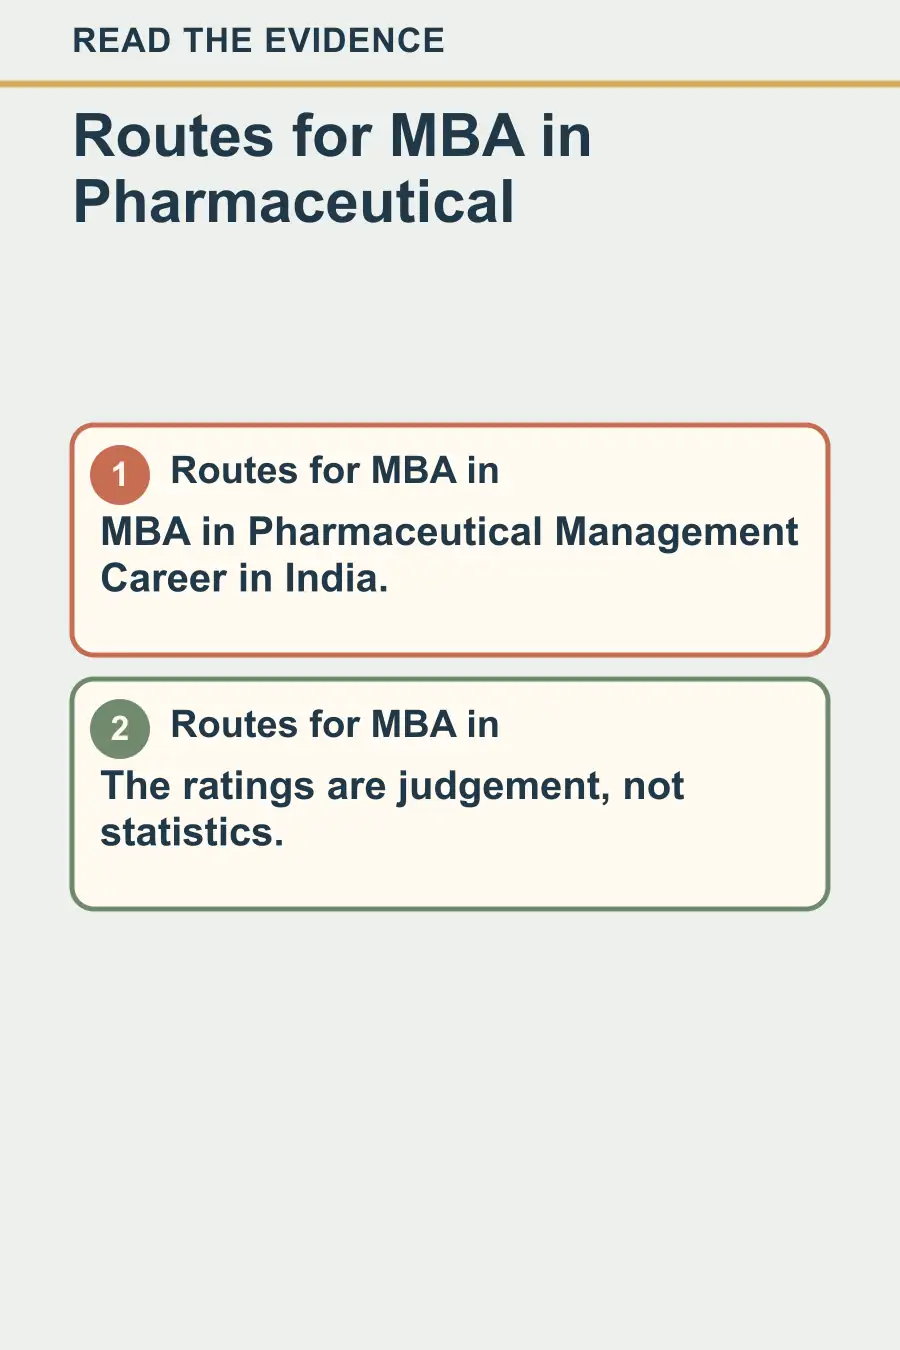 READ THE EVIDENCE
Routes for MBA in
Pharmaceutical
1 Routes for MBA in
MBA in Pharmaceutical Management
Career in India.
2 Routes for MBA in
The ratings are judgement, not
statistics.